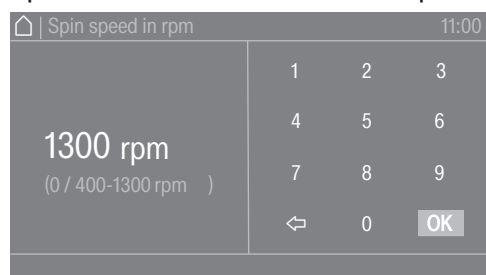 | Spin speed in rpm 11:00
1 2 3
4 5 6
1300 rpm
(0 / 400-1300 rpm )
7 8 9
0 OK